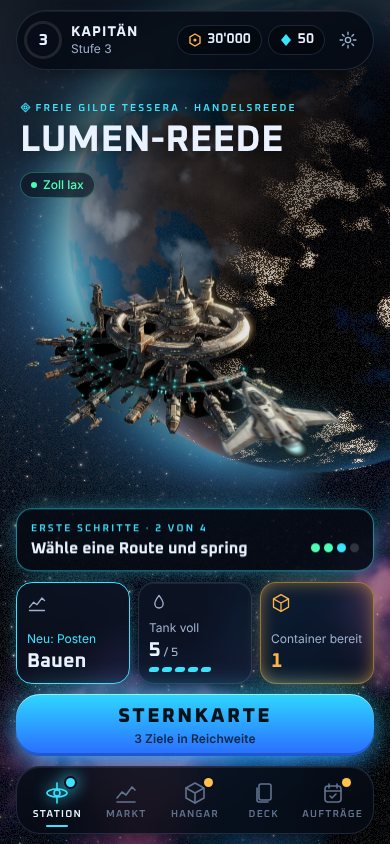 3
KAPITÄN
Stufe 3
30'000
50
FREIE GILDE TESSERA · HANDELSREEDE
LUMEN-REEDE
Zoll lax
ERSTE SCHRITTE · 2 VON 4
Wähle eine Route und spring
Neu: Posten
Bauen
Tank voll
5 / 5
Container bereit
1
STERNKARTE
3 Ziele in Reichweite
STATION
MARKT
HANGAR
DECK
AUFTRÄGE